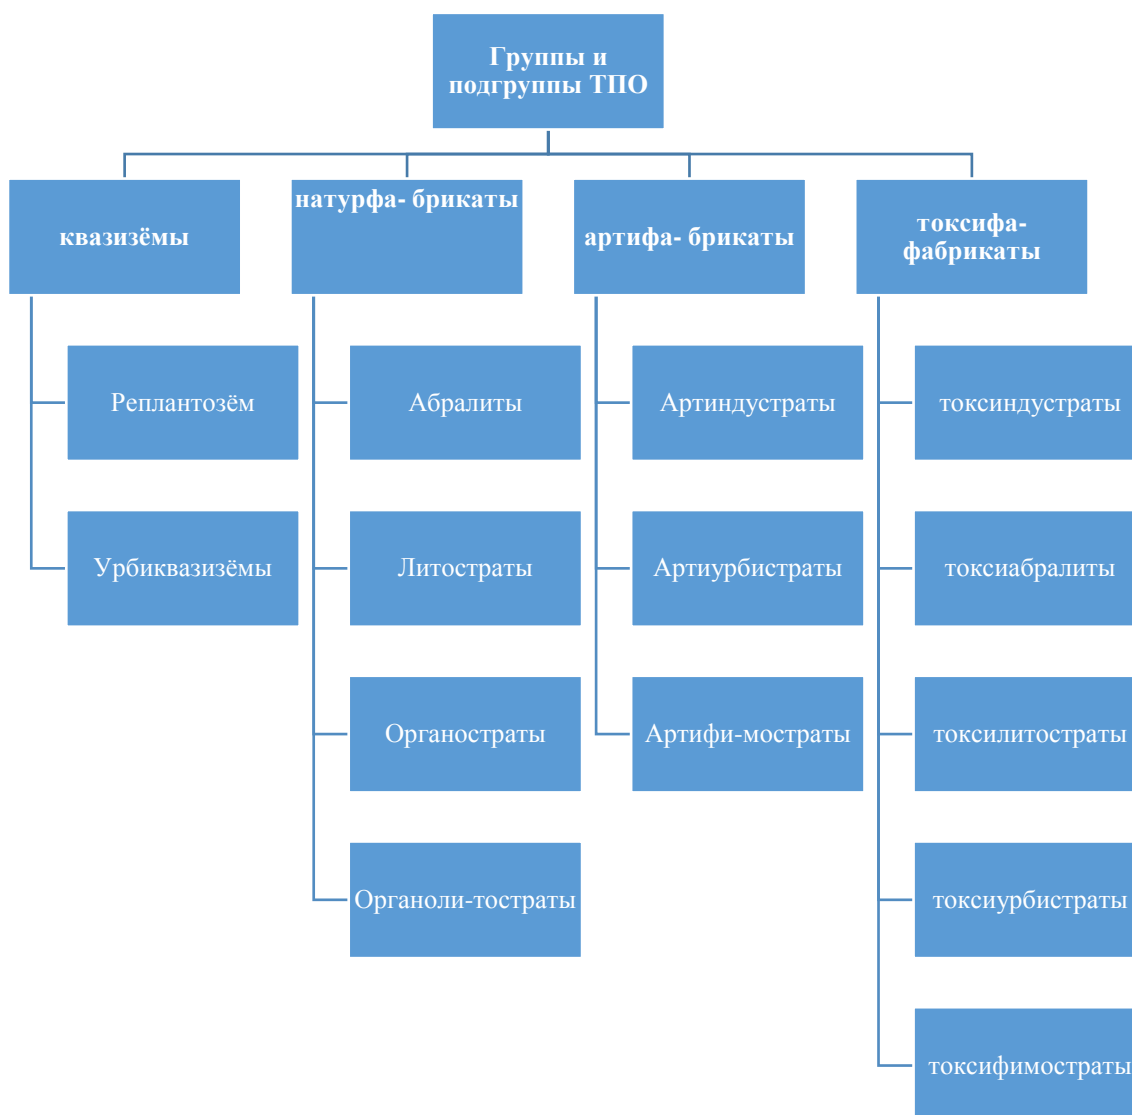 Группы и
подгруппы ТПО
квазизёмы
натурфа- брикаты
артифа- брикаты
токсифа-
фабрикаты
Реплантозём
Абралиты
Артиндустраты
токсиндустраты
Урбиквазизёмы
Литостраты
Артиурбистраты
токсиабралиты
Органостраты
Артифи-мостраты
токсилитостраты
Органоли-тостраты
токсиурбистраты
токсифимостраты